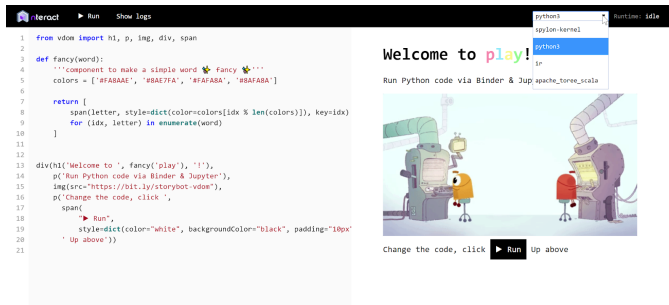 nteract
▶ Run
Show logs
python3
Runtime: idle
spylon-kernel
python3
ir
apache_toree_scala
1 from vdom import h1, p, img, div, span
2
3 def fancy(word):
4     '''component to make a simple word fancy '''
5     colors = ['#FA8AAE', '#8AE7FA', '#FAFA8A', '#8AFA8A']
6
7     return [
8         span(letter, style=dict(color=colors[idx % len(colors)]), key=idx)
9         for (idx, letter) in enumerate(word)
10     ]
11
12
13 div(h1('Welcome to ', fancy('play'), '!'),
14     p('Run Python code via Binder & Jupyter'),
15     img(src="https://bit.ly/storybot-vdom"),
16     p('Change the code, click ',
17       span(
18           "▶ Run",
19           style=dict(color="white", backgroundColor="black", padding="10px"
20       ' Up above'))
21
Welcome to play!
Run Python code via Binder & Jup
Change the code, click ▶ Run Up above